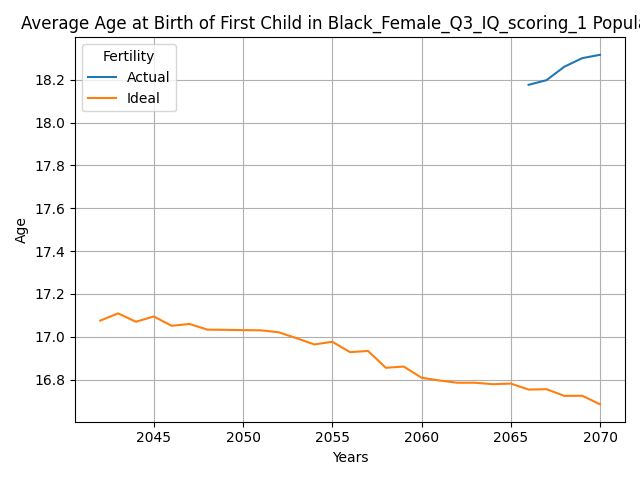 Average Age at Birth of First Child in Black_Female_Q3_IQ_scoring_1 Popula
Fertility
Actual
Ideal
18.2
18.0
17.8
17.6
17.4
17.2
17.0
16.8
Age
2045 2050 2055 2060 2065 2070
Years